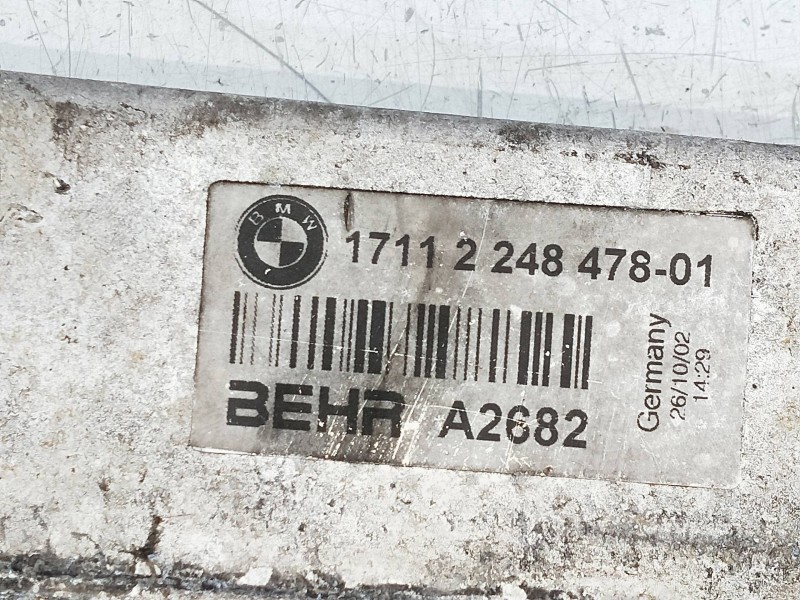 BMW
1711 2 248 478-01
BEHR A2682
Germany
26/10/02
14:29